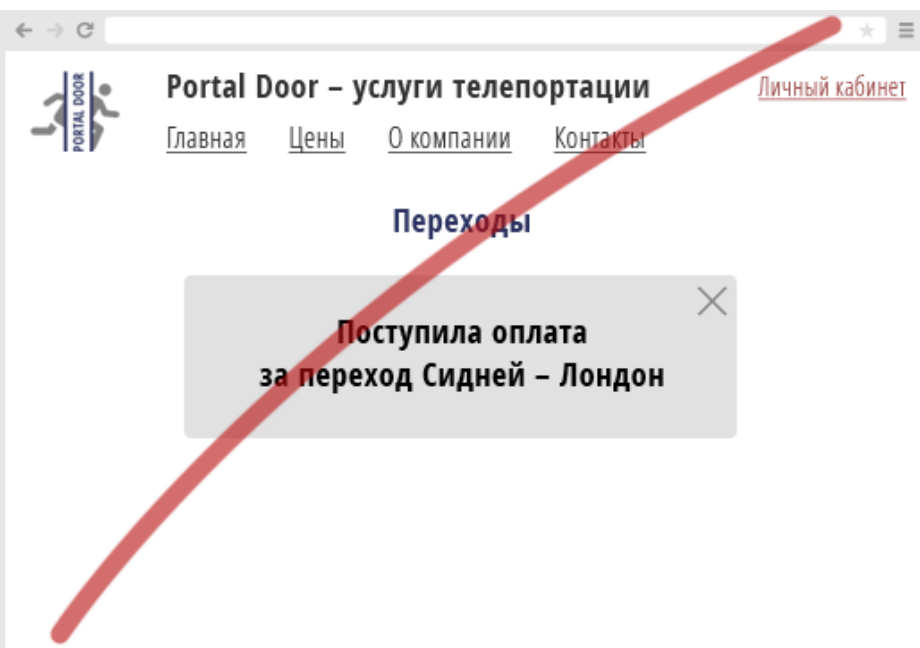 PORTAL DOOR
Portal Door – услуги телепортации
Личный кабинет
Главная Цены О компании Контакты
Переходы
Поступила оплата
за переход Сидней – Лондон